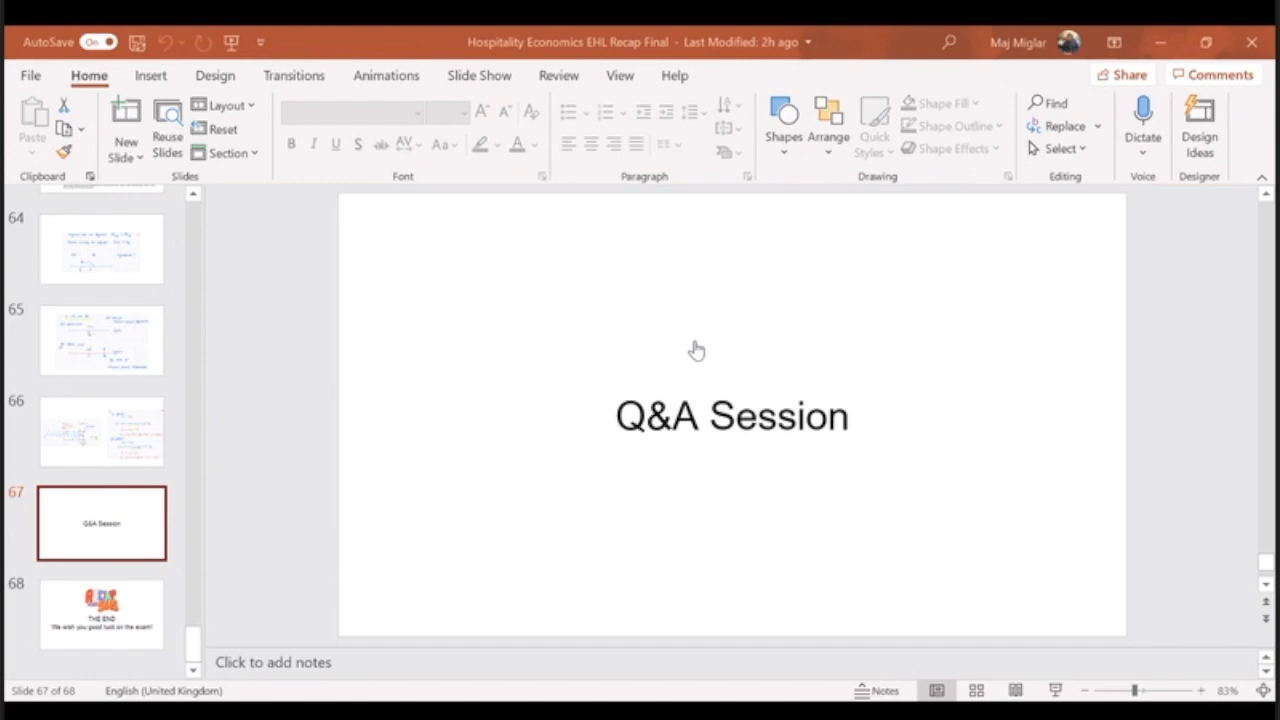 AutoSave On Hospitality Economics EHL Recap Final - Last Modified: 2h ago Maj Miglar
File Home Insert Design Transitions Animations Slide Show Review View Help Share Comments
Paste
New Slide
Reuse Slides
Layout
Reset
Section
B I U S ab AV Aa A
Shapes
Arrange
Quick Styles
Shape Fill
Shape Outline
Shape Effects
Find
Replace
Select
Dictate
Design Ideas
Clipboard Slides Font Paragraph Drawing Editing Voice Designer
64
65
66
67
Q&A Session
68
THE END
'We wish you good luck on the exam!'
Q&A Session
Click to add notes
Slide 67 of 68 English (United Kingdom) Notes 83%